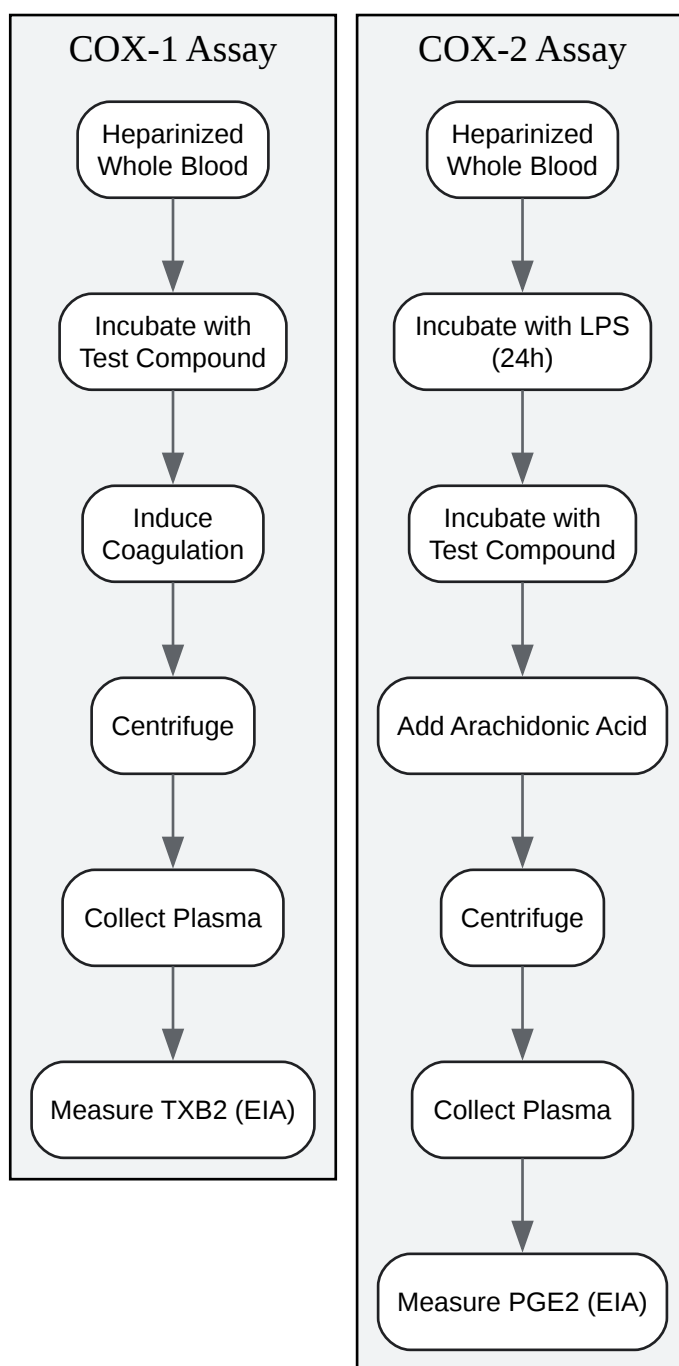 COX-1 Assay
Heparinized
Whole Blood
Incubate with
Test Compound
Induce
Coagulation
Centrifuge
Collect Plasma
Measure TXB2 (EIA)
COX-2 Assay
Heparinized
Whole Blood
Incubate with LPS
(24h)
Incubate with
Test Compound
Add Arachidonic Acid
Centrifuge
Collect Plasma
Measure PGE2 (EIA)